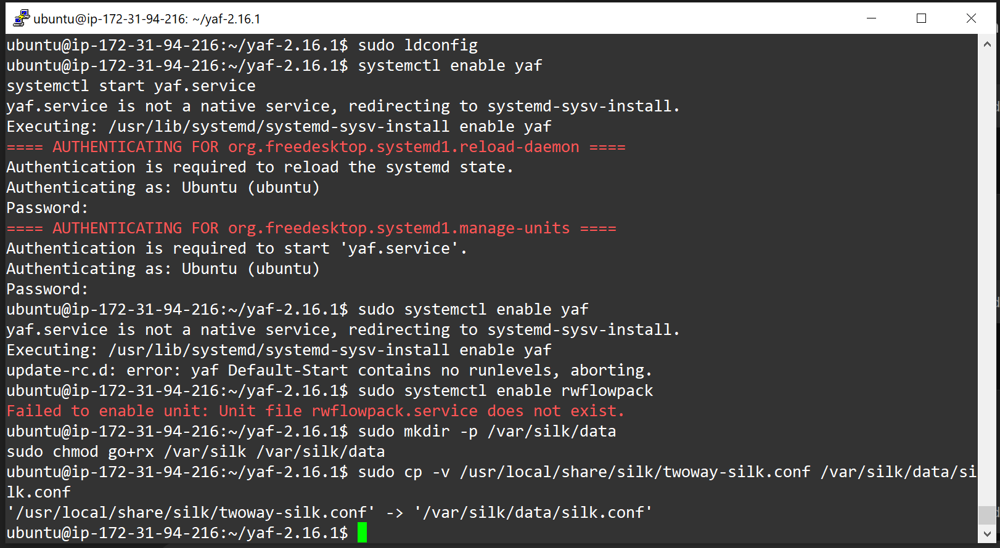 ubuntu@ip-172-31-94-216: ~/yaf-2.16.1
ubuntu@ip-172-31-94-216:~/yaf-2.16.1$ sudo ldconfig
ubuntu@ip-172-31-94-216:~/yaf-2.16.1$ systemctl enable yaf
systemctl start yaf.service
yaf.service is not a native service, redirecting to systemd-sysv-install.
Executing: /usr/lib/systemd/systemd-sysv-install enable yaf
==== AUTHENTICATING FOR org.freedesktop.systemd1.reload-daemon ====
Authentication is required to reload the systemd state.
Authenticating as: Ubuntu (ubuntu)
Password:
==== AUTHENTICATING FOR org.freedesktop.systemd1.manage-units ====
Authentication is required to start 'yaf.service'.
Authenticating as: Ubuntu (ubuntu)
Password:
ubuntu@ip-172-31-94-216:~/yaf-2.16.1$ sudo systemctl enable yaf
yaf.service is not a native service, redirecting to systemd-sysv-install.
Executing: /usr/lib/systemd/systemd-sysv-install enable yaf
update-rc.d: error: yaf Default-Start contains no runlevels, aborting.
ubuntu@ip-172-31-94-216:~/yaf-2.16.1$ sudo systemctl enable rwflowpack
Failed to enable unit: Unit file rwflowpack.service does not exist.
ubuntu@ip-172-31-94-216:~/yaf-2.16.1$ sudo mkdir -p /var/silk/data
sudo chmod go+rx /var/silk /var/silk/data
ubuntu@ip-172-31-94-216:~/yaf-2.16.1$ sudo cp -v /usr/local/share/silk/twoway-silk.conf /var/silk/data/si
lk.conf
'/usr/local/share/silk/twoway-silk.conf' -> '/var/silk/data/silk.conf'
ubuntu@ip-172-31-94-216:~/yaf-2.16.1$